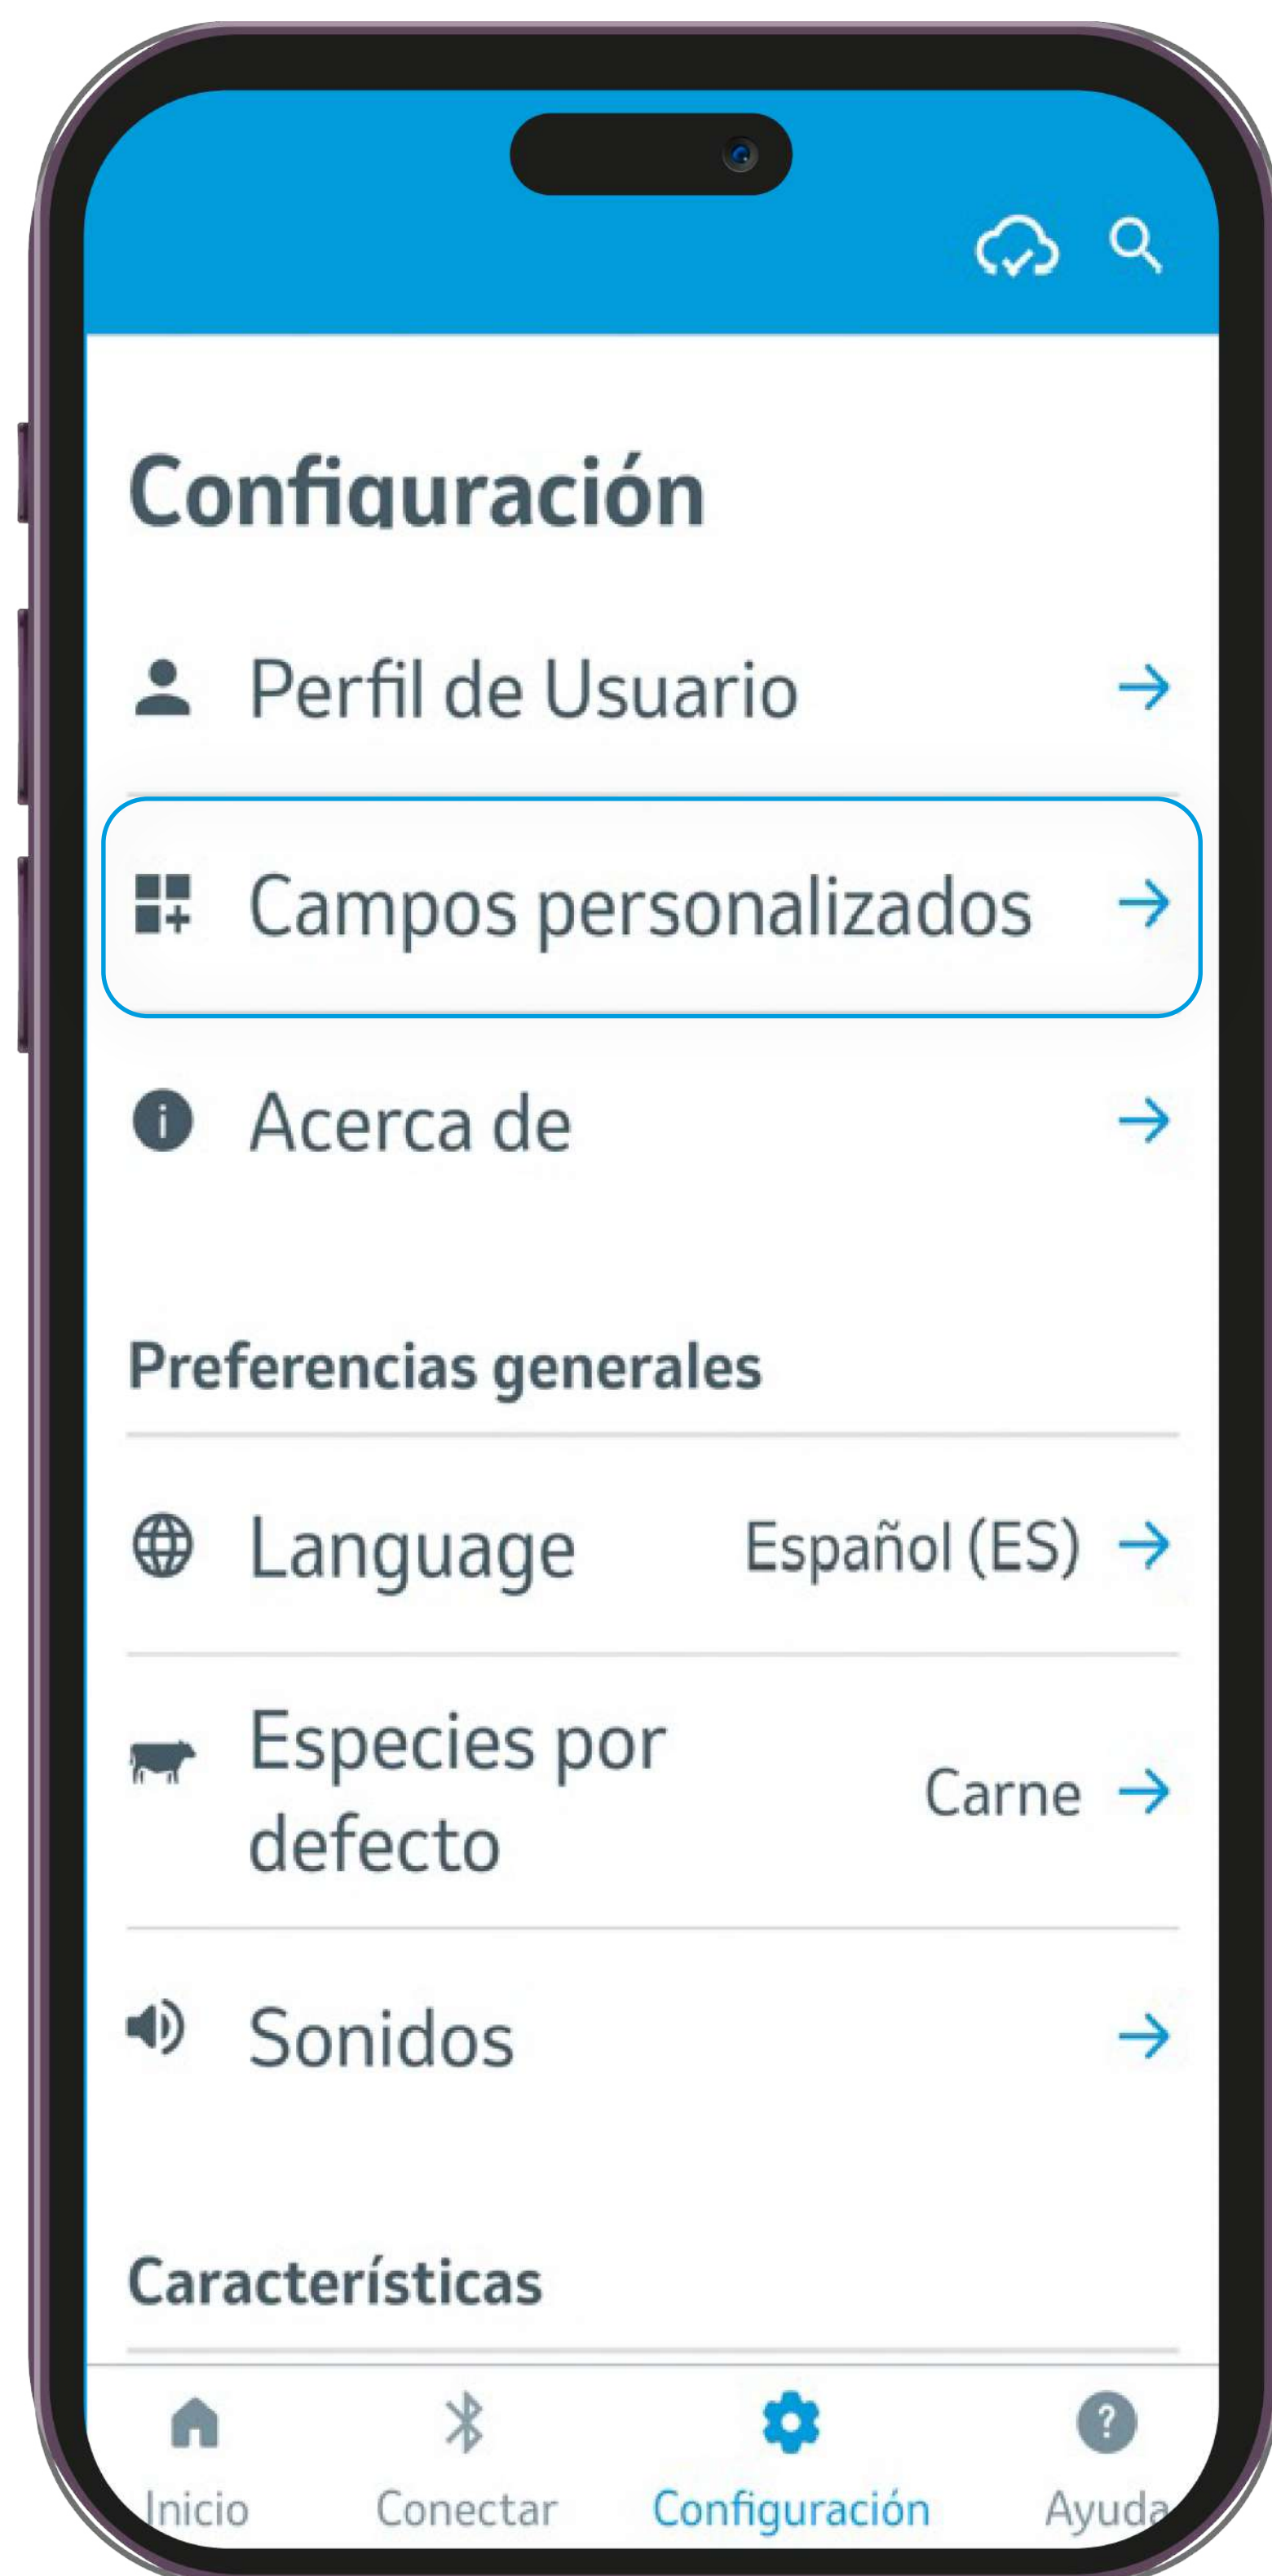 Configuración
Perfil de Usuario
Campos personalizados
Acerca de
Preferencias generales
Language Español (ES)
Especies por
defecto Carne
Sonidos
Características
Inicio Conectar Configuración Ayuda